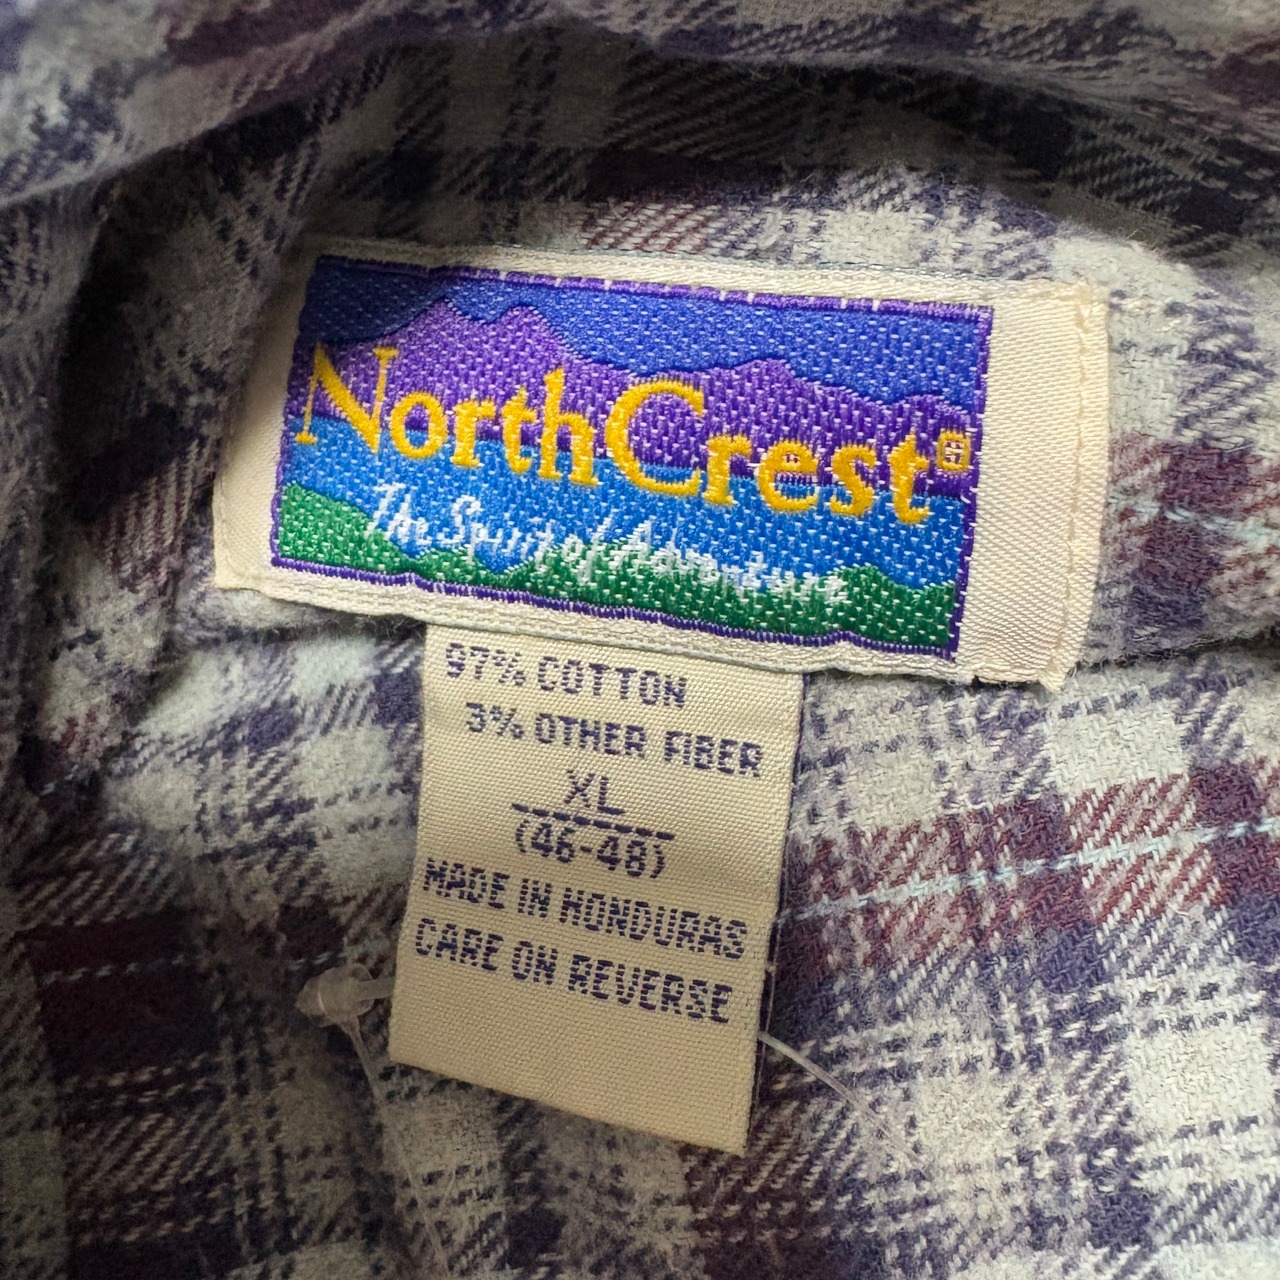 NorthCrest®
The Spirit of Adventure
97% COTTON
3% OTHER FIBER
XL
(46-48)
MADE IN HONDURAS
CARE ON REVERSE